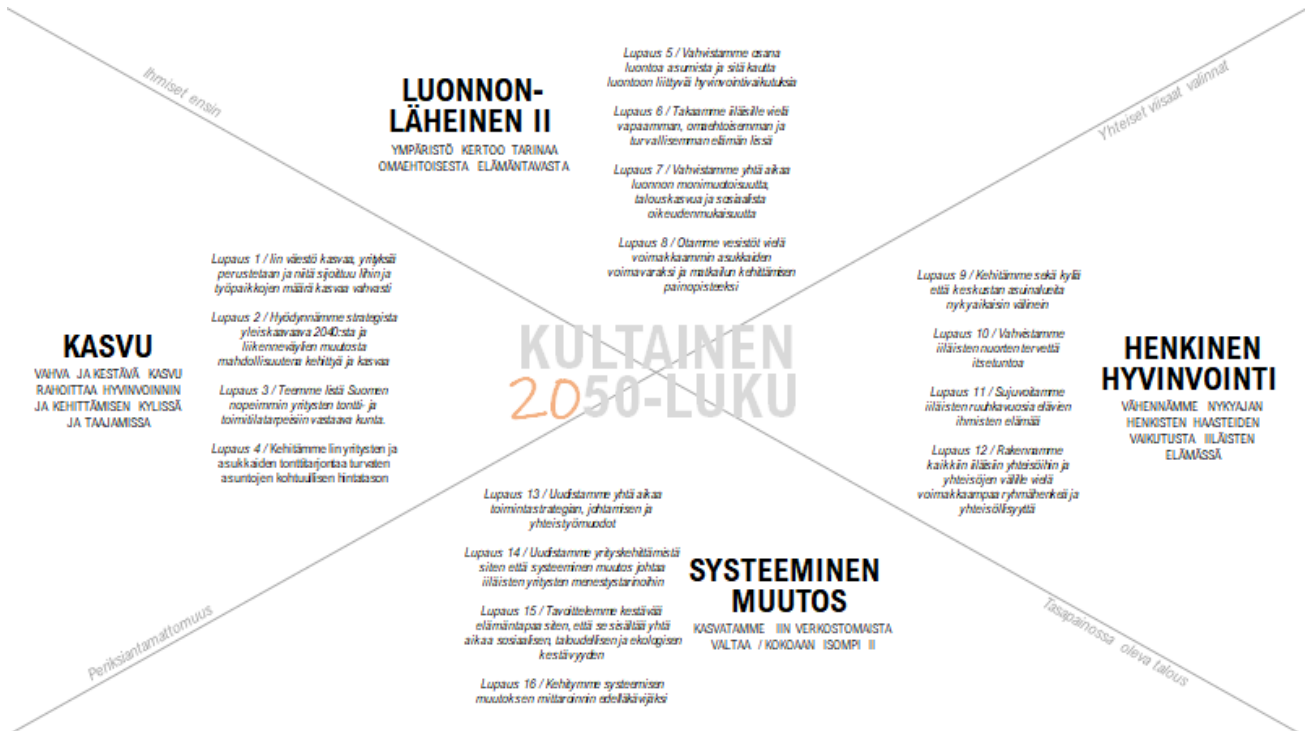 Ihmiset ensin
LUONNON-
LÄHEINEN II
YMPÄRISTÖ KERTOO TARINAA
OMAEHTOISESTA ELÄMÄNTAVASTA
Lupaus 5 / Vahvistamme osana
luontoa asumista ja sitä kautta
luontoon liittyviä hyvinvointivaikutuksia
Lupaus 6 / Takaamme iiläisille vielä
vapaamman, omaehtoisemman ja
turvallisemman elämän Iissä
Lupaus 7 / Vahvistamme yhtä aikaa
luonnon monimuotoisuutta,
talouskasvua ja sosiaalista
oikeudenmukaisuutta
Lupaus 8 / Otamme vesistöt vielä
voimakkaammin asukkaiden
voimavaraksi ja matkailun kehittämisen
painopisteeksi
Yhteiset viisaat valinnat
KASVU
VAHVA JA KESTÄVÄ KASVU
RAHOITTAA HYVINVOINNIN
JA KEHITTÄMISEN KYLISSÄ
JA TAAJAMISSA
Lupaus 1 / Iin väestö kasvaa, yrityksiä
perustetaan ja niitä sijoittuu Iihin ja
työpaikkojen määrä kasvaa vahvasti
Lupaus 2 / Hyödynnämme strategista
yleiskaavaava 2040:sta ja
liikenneväylien muutosta
mahdollisuutena kehittyä ja kasvaa
Lupaus 3 / Teemme Iistä Suomen
nopeimmin yritysten tontti- ja
toimitilatarpeisiin vastaava kunta.
Lupaus 4 / Kehitämme Iin yritysten ja
asukkaiden tonttitarjontaa turvaten
asuntojen kohtuullisen hintatason
KULTAINEN
2050-LUKU
Lupaus 9 / Kehitämme sekä kyliä
että keskustan asuinalueita
nykyaikaisin välinein
Lupaus 10 / Vahvistamme
iiläisten nuorten tervettä
itsetuntoa
Lupaus 11 / Sujuvoitamme
iiläisten ruuhkavuosia elävien
ihmisten elämää
Lupaus 12 / Rakennamme
kaikkiin iiläisiin yhteisöihin ja
yhteisöjen välille vielä
voimakkaampaa ryhmähenkeä ja
yhteisöllisyyttä
HENKINEN
HYVINVOINTI
VÄHENNÄMME NYKYAJAN
HENKISTEN HAASTEIDEN
VAIKUTUSTA IILÄISTEN
ELÄMÄSSÄ
Periksiantamattomuus
Lupaus 13 / Uudistamme yhtä aikaa
toimintastrategian, johtamisen ja
yhteistyömuodot
Lupaus 14 / Uudistamme yrityskehittämistä
siten että systeeminen muutos johtaa
iiläisten yritysten menestystarinoihin
Lupaus 15 / Tavoittelemme kestävää
elämäntapaa siten, että se sisältää yhtä
aikaa sosiaalisen, taloudellisen ja ekologisen
kestävyyden
Lupaus 16 / Kehitymme systeemisen
muutoksen mittaroinnin edelläkävijäksi
SYSTEEMINEN
MUUTOS
KASVATAMME IIN VERKOSTOMAISTA
VALTAA / KOKOAAN ISOMPI II
Tasapainossa oleva talous